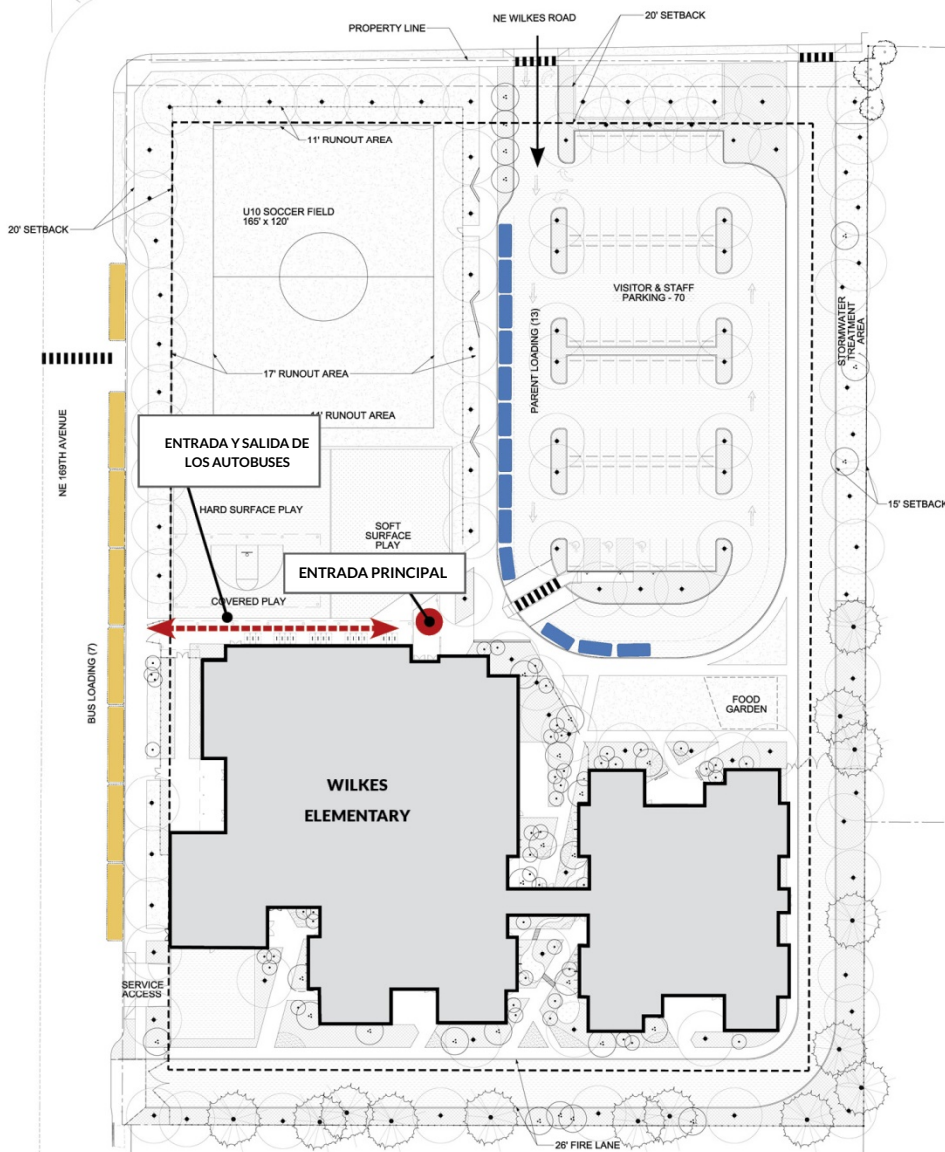 NE WILKES ROAD
20' SETBACK
PROPERTY LINE
11' RUNOUT AREA
U10 SOCCER FIELD
165' x 120'
20' SETBACK
VISITOR & STAFF
PARKING - 70
PARENT LOADING (13)
STORMWATER
TREATMENT
AREA
17' RUNOUT AREA
RUNOUT AREA
ENTRADA Y SALIDA DE
LOS AUTOBUSES
NE 169TH AVENUE
15' SETBACK
HARD SURFACE PLAY
SOFT
SURFACE
PLAY
ENTRADA PRINCIPAL
COVERED PLAY
BUS LOADING (7)
FOOD
GARDEN
WILKES
ELEMENTARY
SERVICE
ACCESS
26' FIRE LANE